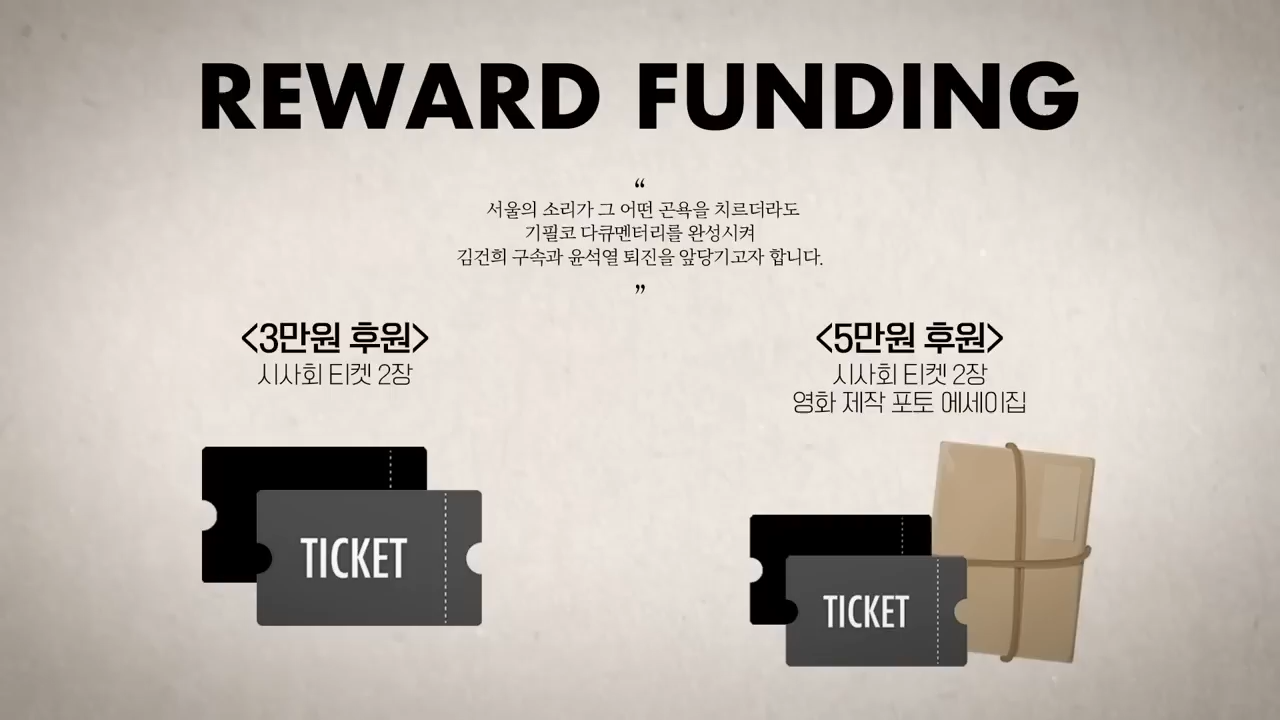 REWARD FUNDING
“
서울의 소리가 그 어떤 곤욕을 치르더라도
기필코 다큐멘터리를 완성시켜
김건희 구속과 윤석열 퇴진을 앞당기고자 합니다.
”
<3만원 후원>
시사회 티켓 2장
<5만원 후원>
시사회 티켓 2장
영화 제작 포토 에세이집
TICKET
TICKET